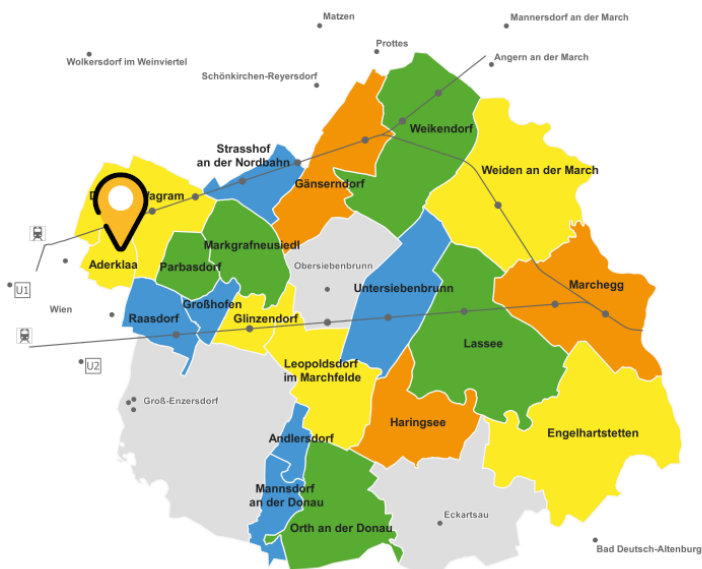 Matzen
Mannersdorf an der March
Prottes
Wolkersdorf im Weinviertel
Angern an der March
Schönkirchen-Reyersdorf
Weikendorf
Strasshof
an der Nordbahn
Weiden an der March
Gänserndorf
D
agram
Markgrafneusiedl
Aderklaa
Parbasdorf
Obersiebenbrunn
Marchegg
U1
Untersiebenbrunn
Großhofen
Wien
Raasdorf
Glinzendorf
Lassee
U2
Leopoldsdorf
im Marchfelde
Groß-Enzersdorf
Haringsee
Engelhartstetten
Andlersdorf
Mannsdorf
an der Donau
Eckartsau
Orth an der Donau
Bad Deutsch-Altenburg